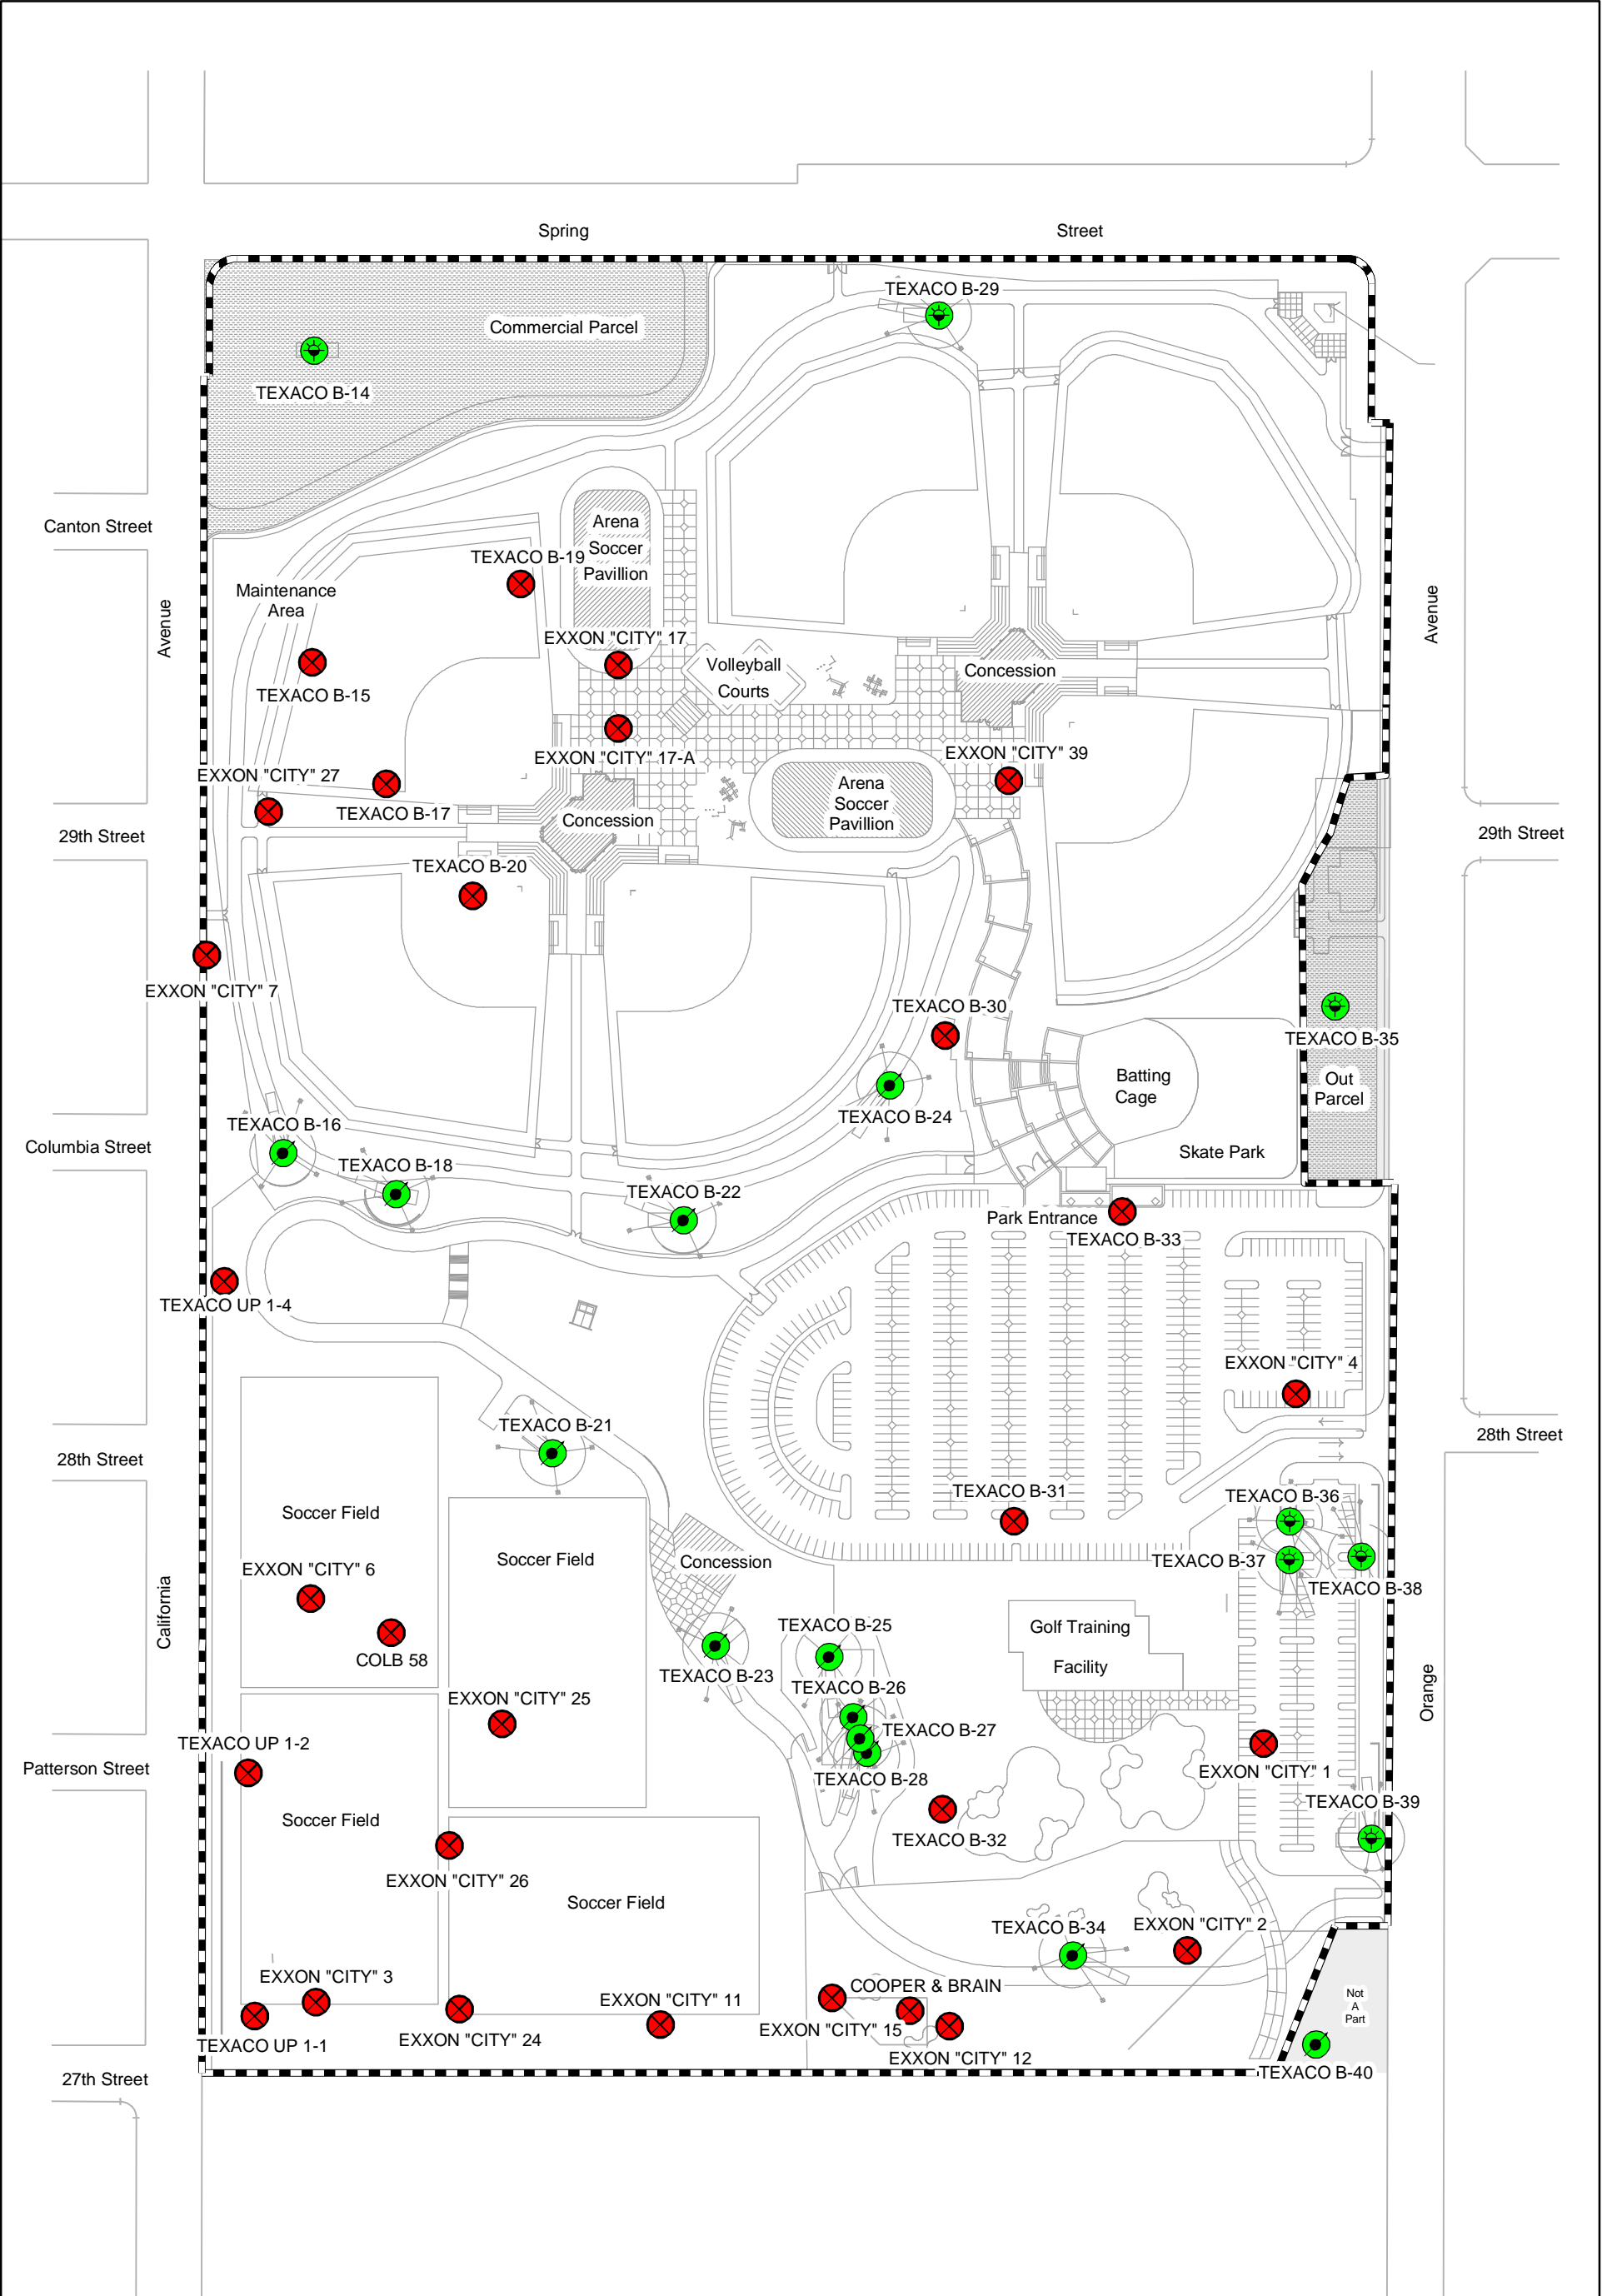 Spring
Street
TEXACO B-29
Commercial Parcel
TEXACO B-14
Canton Street
Arena
Soccer
Pavillion
TEXACO B-19
Maintenance
Area
Avenue
Avenue
EXXON "CITY" 17
Volleyball
Courts
Concession
TEXACO B-15
EXXON "CITY" 17-A
EXXON "CITY" 39
EXXON "CITY" 27
Arena
Soccer
Pavillion
TEXACO B-17
Concession
29th Street
29th Street
TEXACO B-20
EXXON "CITY" 7
TEXACO B-30
TEXACO B-35
Batting
Cage
Out
Parcel
TEXACO B-24
TEXACO B-16
Columbia Street
Skate Park
TEXACO B-18
TEXACO B-22
Park Entrance
TEXACO B-33
TEXACO UP 1-4
EXXON "CITY" 4
TEXACO B-21
28th Street
28th Street
TEXACO B-31
TEXACO B-36
Soccer Field
Soccer Field
Concession
TEXACO B-37
EXXON "CITY" 6
TEXACO B-38
California
TEXACO B-25
Golf Training
Facility
COLB 58
TEXACO B-23
TEXACO B-26
Orange
EXXON "CITY" 25
TEXACO B-27
TEXACO UP 1-2
Patterson Street
EXXON "CITY" 1
TEXACO B-28
TEXACO B-39
Soccer Field
TEXACO B-32
EXXON "CITY" 26
Soccer Field
TEXACO B-34
EXXON "CITY" 2
EXXON "CITY" 3
COOPER & BRAIN
Not
A
Part
EXXON "CITY" 11
EXXON "CITY" 15
EXXON "CITY" 24
TEXACO UP 1-1
EXXON "CITY" 12
TEXACO B-40
27th Street